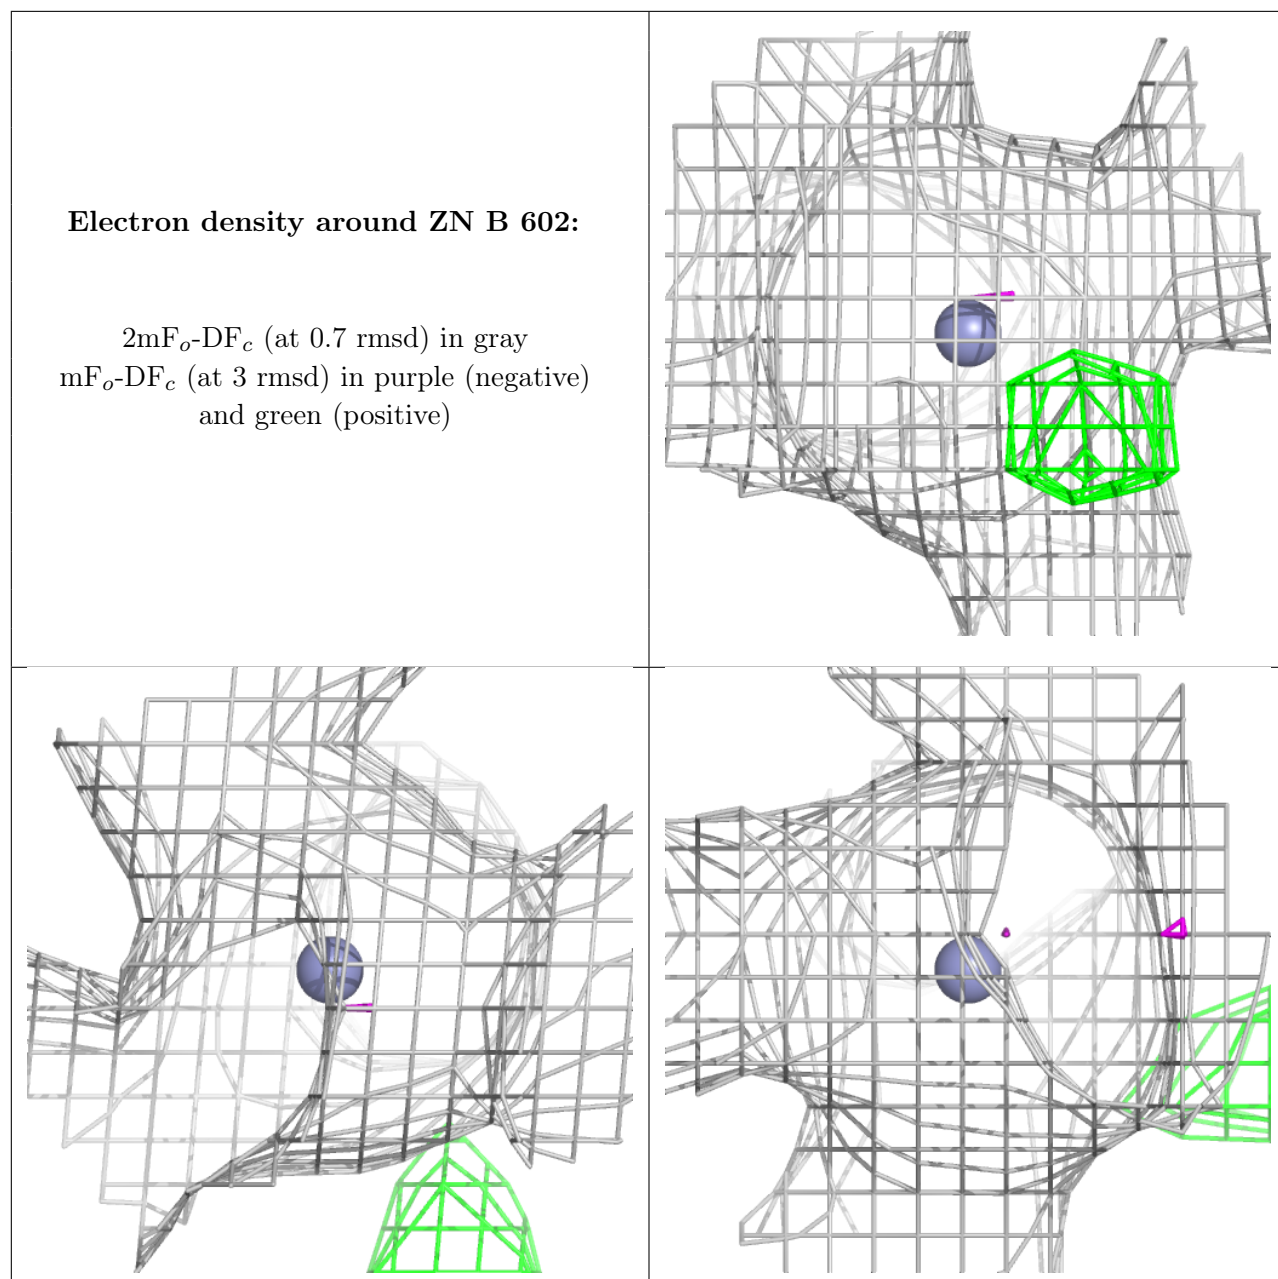 Electron density around ZN B 602:
2mFo-DFc (at 0.7 rmsd) in gray
mFo-DFc (at 3 rmsd) in purple (negative)
and green (positive)